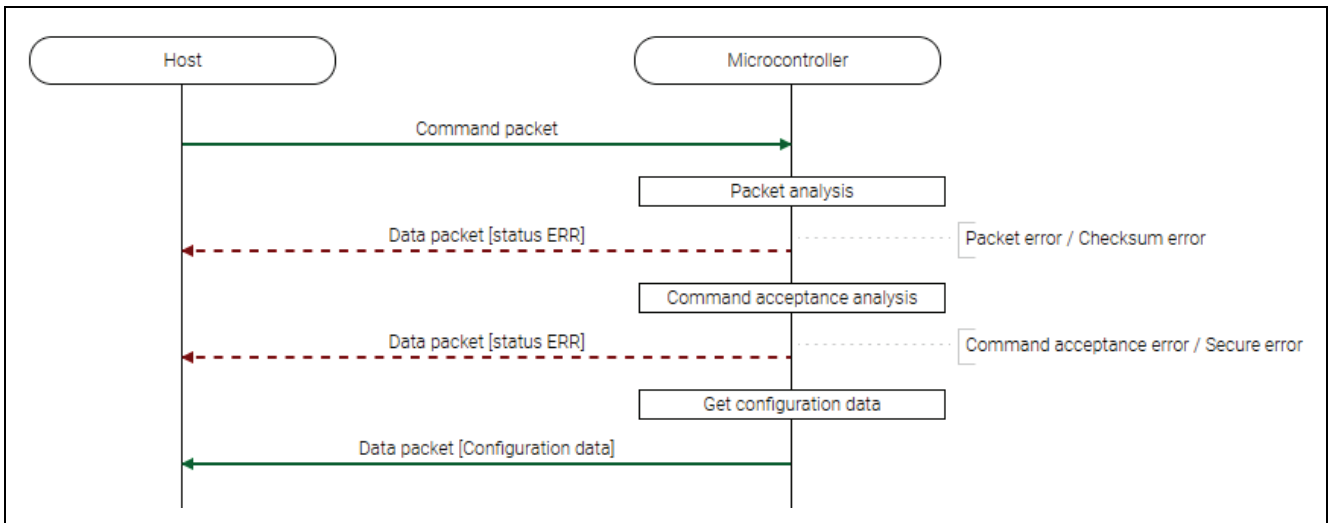 Host
Microcontroller
Command packet
Packet analysis
Data packet [status ERR]
Packet error / Checksum error
Command acceptance analysis
Data packet [status ERR]
Command acceptance error / Secure error
Get configuration data
Data packet [Configuration data]